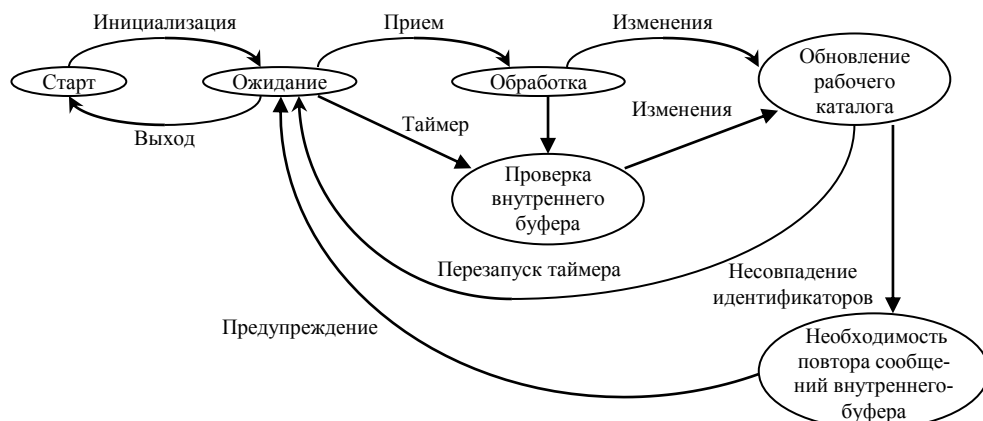 Инициализация
Прием
Изменения
Старт
Ожидание
Обработка
Обновление
рабочего
каталога
Выход
Таймер
Изменения
Проверка
внутреннего
буфера
Перезапуск таймера
Несовпадение
идентификаторов
Предупреждение
Необходимость
повтора сообще-
ний внутреннего-
буфера